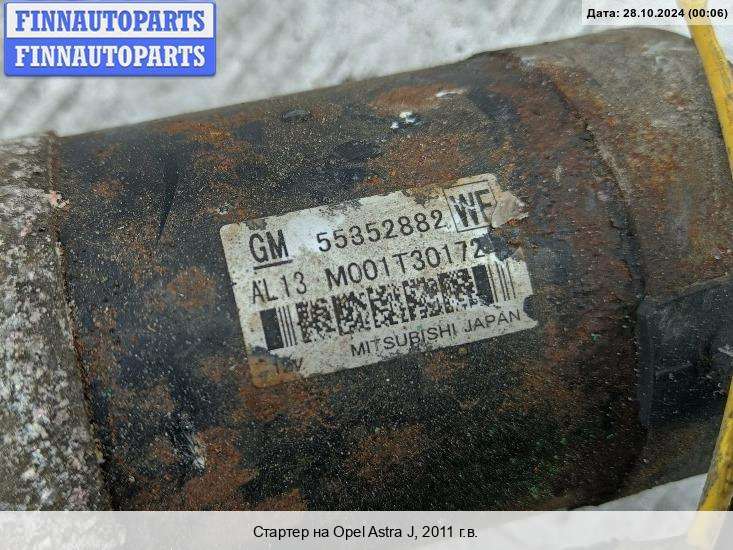 FINNAUTOPARTS
FINNAUTOPARTS
Дата: 28.10.2024 (00:06)
GM 55352882 WF
AL13 M001T30172
MITSUBISHI JAPAN
12V
Стартер на Opel Astra J, 2011 г.в.